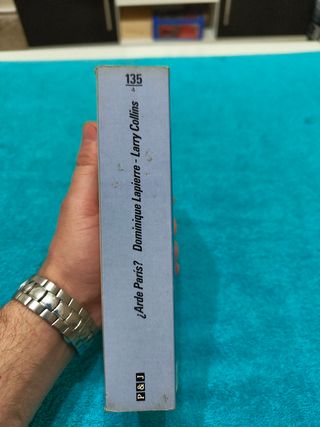 135
4
¿Arde París? Dominique Lapierre - Larry Collins
P&J